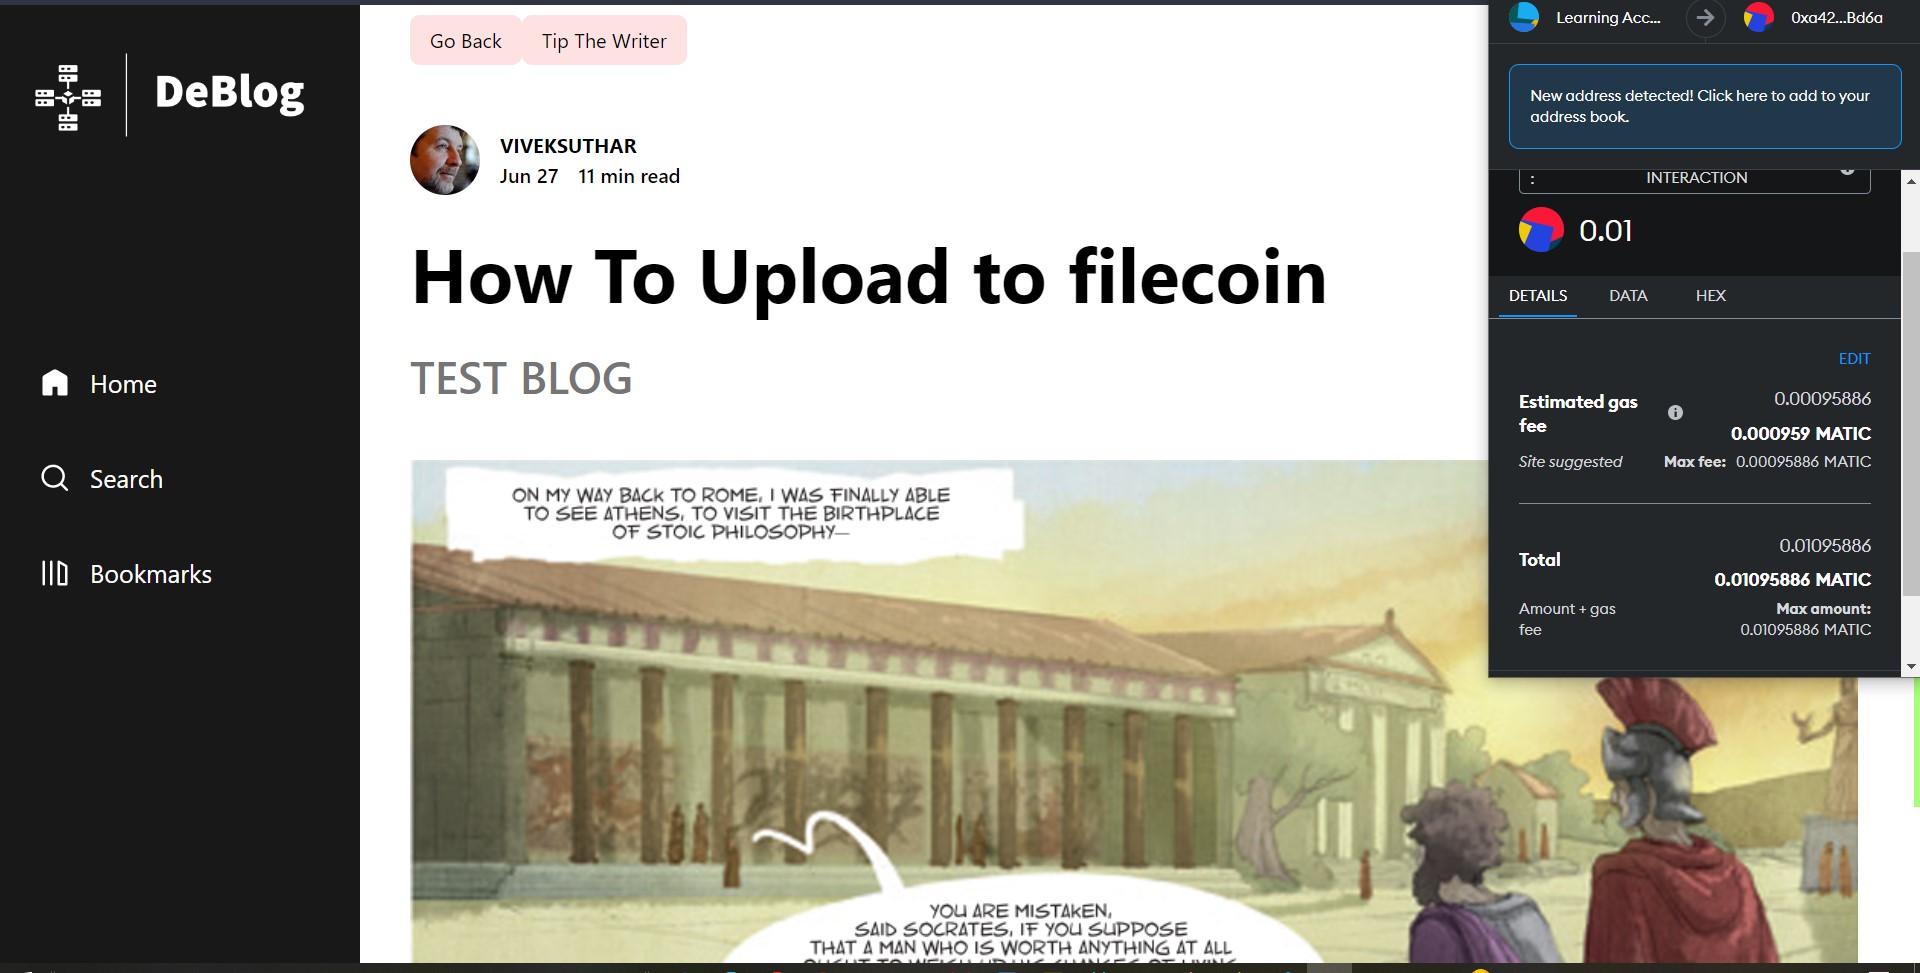 DeBlog
Home
Search
Bookmarks
Go Back
Tip The Writer
VIVEKSUTHAR
Jun 27 11 min read
How To Upload to filecoin
TEST BLOG
ON MY WAY BACK TO ROME, I WAS FINALLY ABLE
TO SEE ATHENS, TO VISIT THE BIRTHPLACE
OF STOIC PHILOSOPHY—
YOU ARE MISTAKEN,
SAID SOCRATES, IF YOU SUPPOSE
THAT A MAN WHO IS WORTH ANYTHING AT ALL
Learning Acc...
0xa42...Bd6a
New address detected! Click here to add to your
address book.
: INTERACTION
0.01
DETAILS
DATA
HEX
EDIT
Estimated gas
fee
0.00095886
0.000959 MATIC
Site suggested
Max fee: 0.00095886 MATIC
Total
0.01095886
0.01095886 MATIC
Amount + gas
fee
Max amount:
0.01095886 MATIC